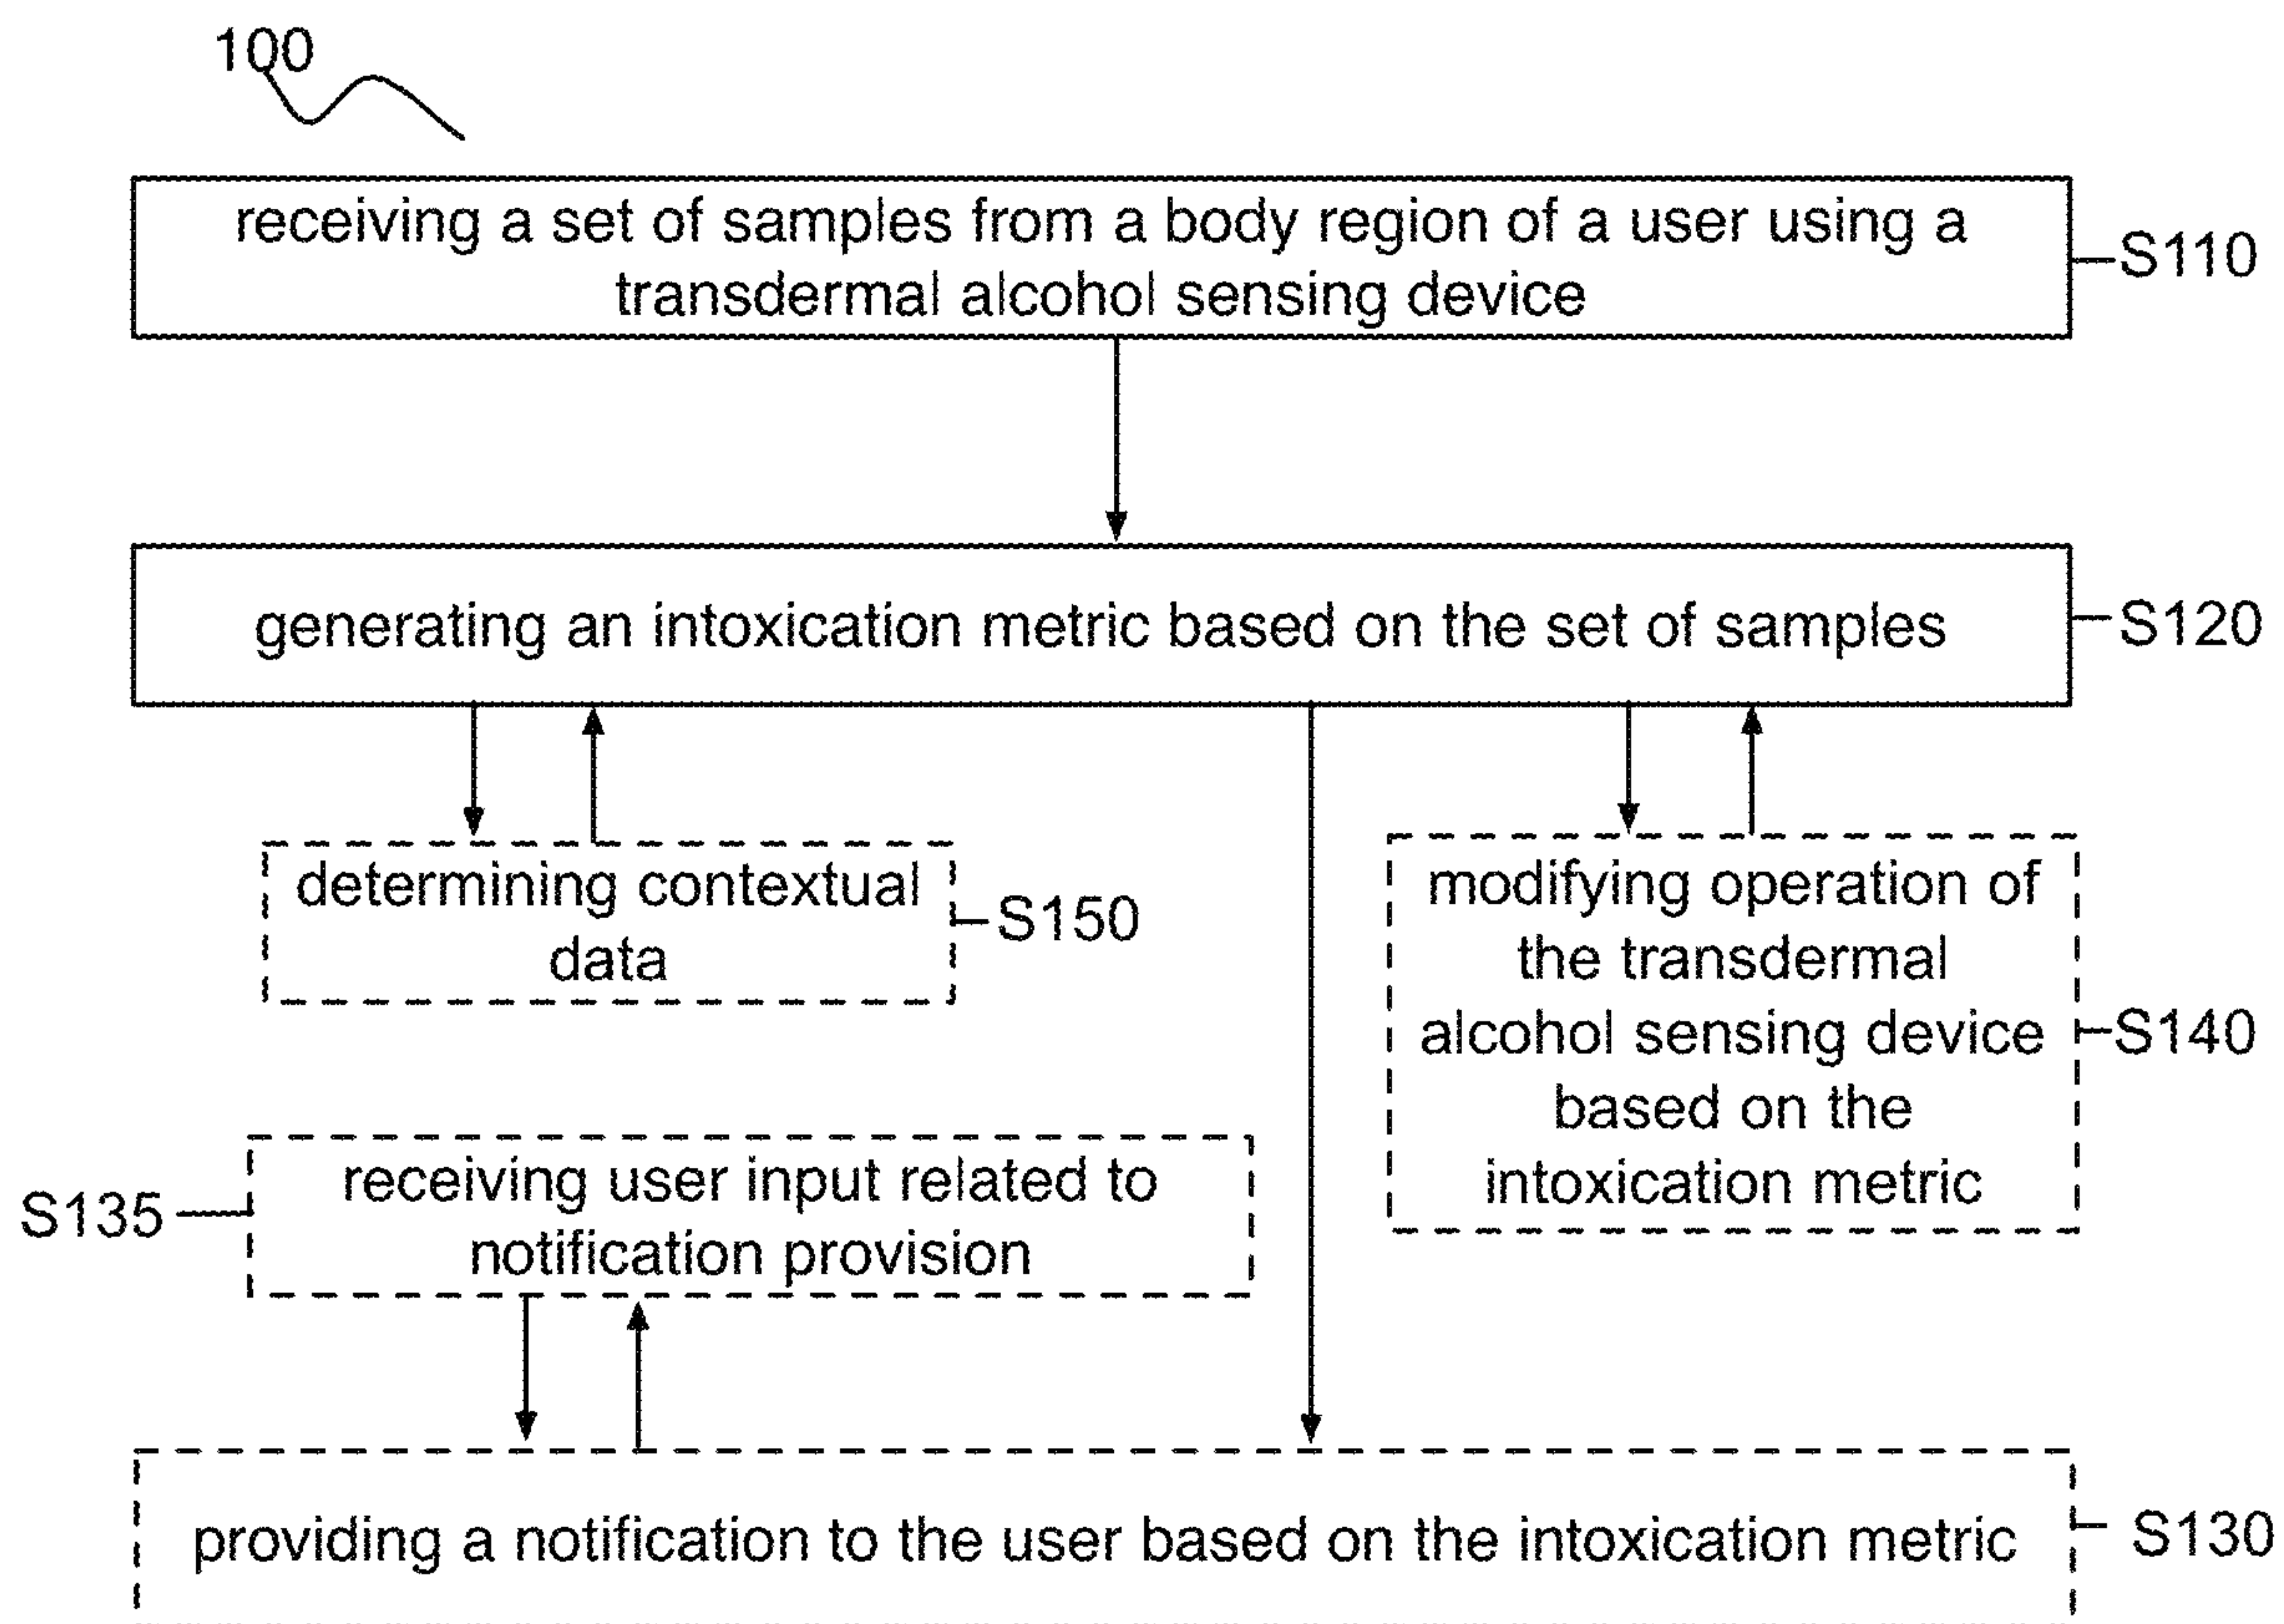 100
receiving a set of samples from a body region of a user using a
transdermal alcohol sensing device
S110
generating an intoxication metric based on the set of samples
S120
determining contextual
data
S150
modifying operation of
the transdermal
alcohol sensing device
based on the
intoxication metric
S140
receiving user input related to
notification provision
S135
providing a notification to the user based on the intoxication metric
S130